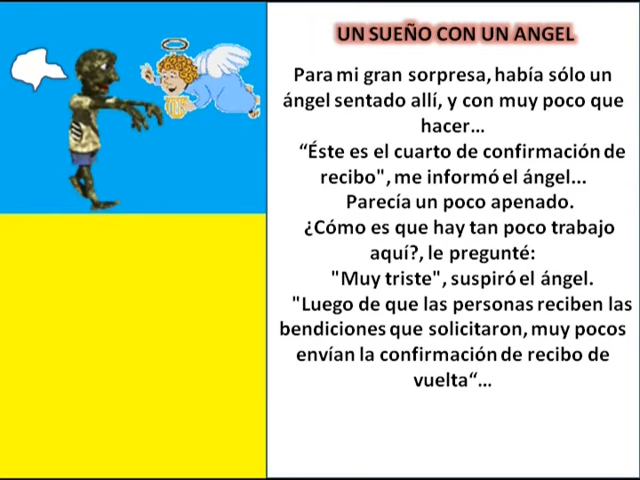 UN SUEÑO CON UN ANGEL
Para mi gran sorpresa, había sólo un
ángel sentado allí, y con muy poco que
hacer...
“Éste es el cuarto de confirmación de
recibo", me informó el ángel...
Parecía un poco apenado.
¿Cómo es que hay tan poco trabajo
aquí?, le pregunté:
"Muy triste", suspiró el ángel.
"Luego de que las personas reciben las
bendiciones que solicitaron, muy pocos
envían la confirmación de recibo de
vuelta“...